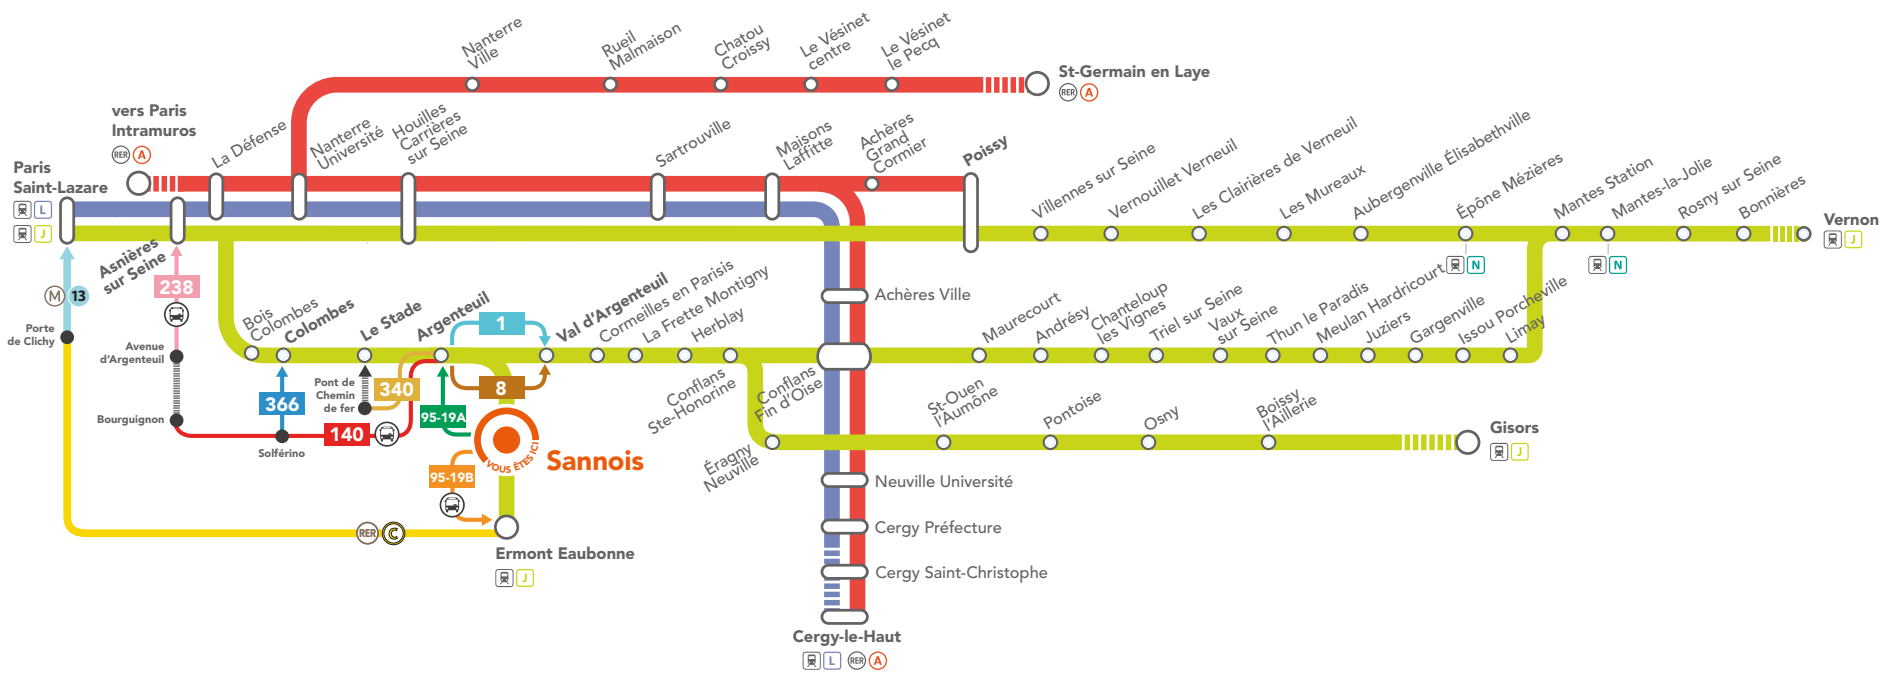 Nanterre
Ville
Rueil
Malmaison
Chatou
Croissy
Le Vésinet
centre
Le Vésinet
le Pecq
St-Germain en Laye
RER A
vers Paris
Intramuros
RER A
La Défense
Nanterre
Université
Houilles
Carrières
sur Seine
Sartrouville
Maisons
Laffitte
Achères
Grand
Cormier
Poissy
Paris
Saint-Lazare
L
J
Villennes sur Seine
Vernouillet Verneuil
Les Clairières de Verneuil
Les Mureaux
Aubergenville Élisabethville
Épône Mézières
N
Mantes Station
Mantes-la-Jolie
N
Rosny sur Seine
Bonnières
Vernon
J
Asnières
sur Seine
M 13
238
Porte
de Clichy
Avenue
d'Argenteuil
Bourguignon
Bois
Colombes
Colombes
Le Stade
Argenteuil
1
Val d'Argenteuil
Cormeilles en Parisis
La Frette Montigny
Herblay
Conflans
Ste-Honorine
Conflans
Fin d'Oise
Achères Ville
Maurecourt
Andrésy
Chanteloup
les Vignes
Triel sur Seine
Vaux
sur Seine
Thun le Paradis
Meulan Hardricourt
Juziers
Gargenville
Issou Porcheville
Limay
Pont de
Chemin
de fer
340
8
366
95-19A
140
Solférino
VOUS ÊTES ICI
Sannois
95-19B
RER C
Ermont Eaubonne
J
Éragny
Neuville
St-Ouen
l'Aumône
Pontoise
Osny
Boissy
l'Aillerie
Gisors
J
Neuville Université
Cergy Préfecture
Cergy Saint-Christophe
Cergy-le-Haut
L RER A